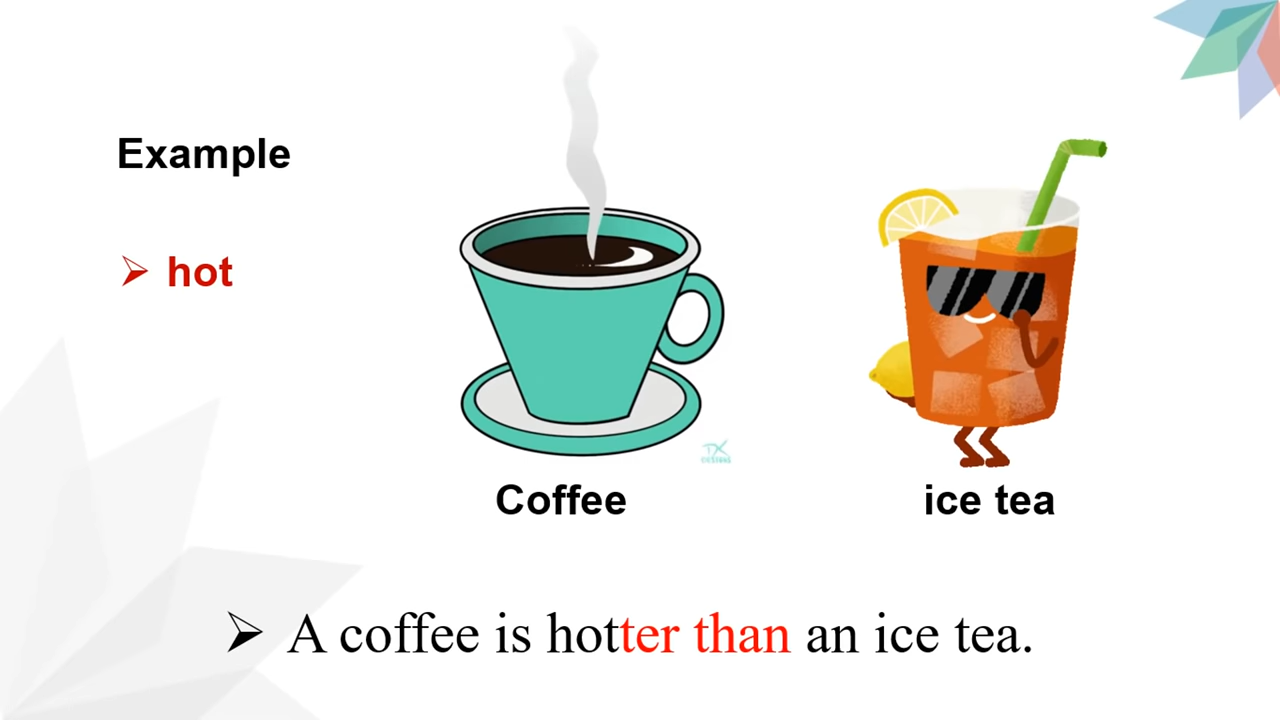 Example
➢ hot
Coffee
ice tea
➢ A coffee is hotter than an ice tea.